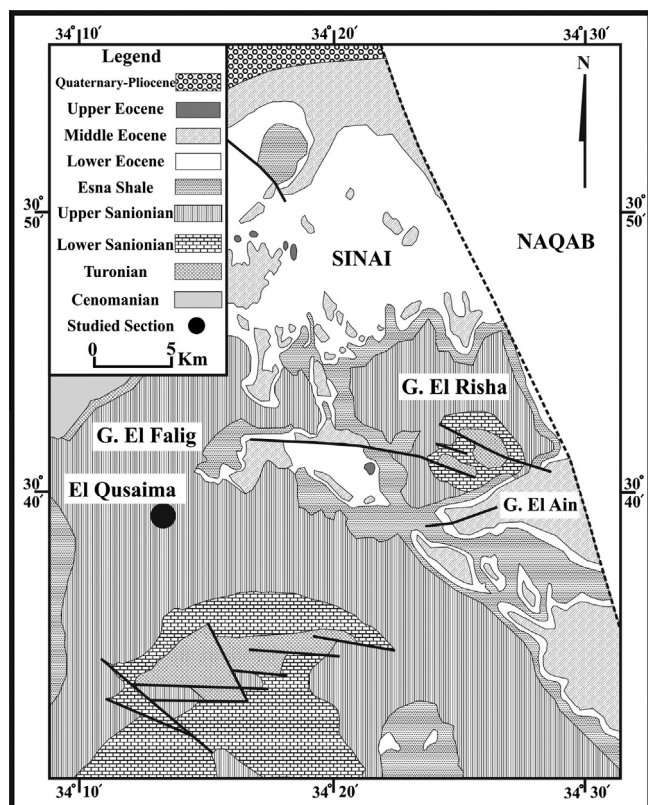 34° 10'
34° 20'
34° 30'
Legend
Quaternary-Pliocene
Upper Eocene
Middle Eocene
Lower Eocene
Esna Shale
Upper Sanionian
Lower Sanionian
Turonian
Cenomanian
Studied Section
0 5
Km
N
30° 50'
30° 50'
SINAI
NAQAB
G. El Risha
G. El Falig
El Qusaima
30° 40'
30° 40'
G. El Ain
34° 10'
34° 20'
34° 30'